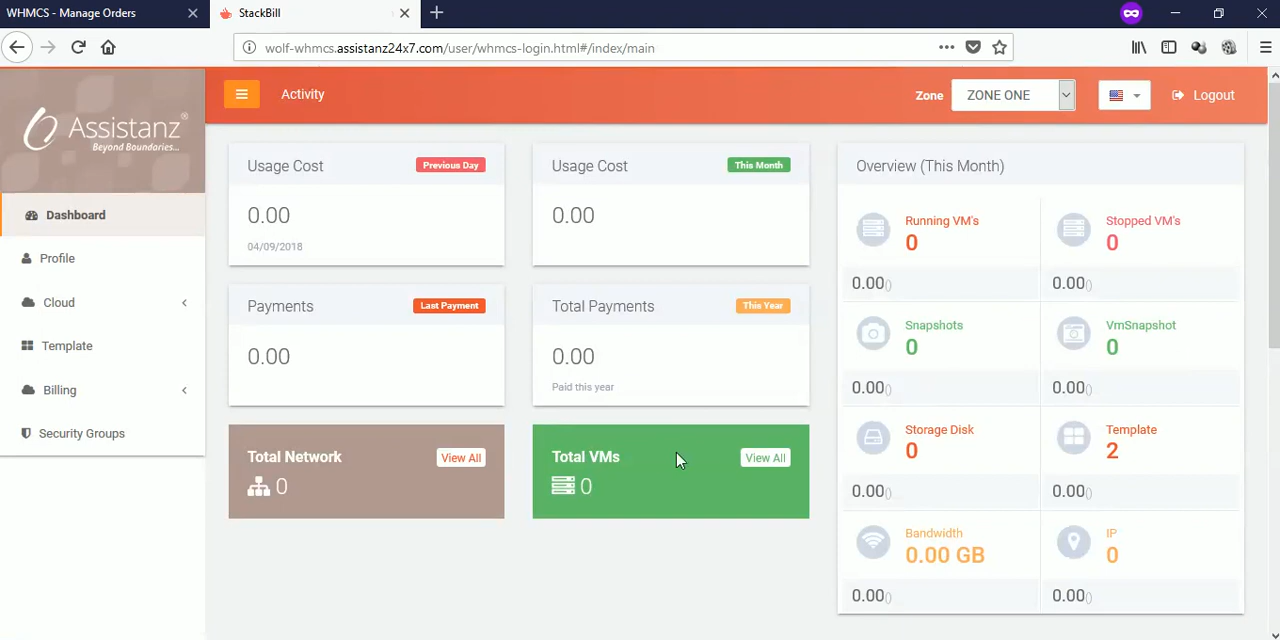 WHMCS - Manage Orders
StackBill
wolf-whmcs.assistanz24x7.com/user/whmcs-login.html#/index/main
Assistanz®
Beyond Boundaries...
Activity
Zone
ZONE ONE
Logout
Dashboard
Profile
Cloud
Template
Billing
Security Groups
Usage Cost
Previous Day
0.00
04/09/2018
Usage Cost
This Month
0.00
Payments
Last Payment
0.00
Total Payments
This Year
0.00
Paid this year
Total Network
View All
0
Total VMs
View All
0
Overview (This Month)
Running VM's
0
0.00()
Stopped VM's
0
0.00()
Snapshots
0
0.00()
VmSnapshot
0
0.00()
Storage Disk
0
0.00()
Template
2
0.00()
Bandwidth
0.00 GB
0.00()
IP
0
0.00()